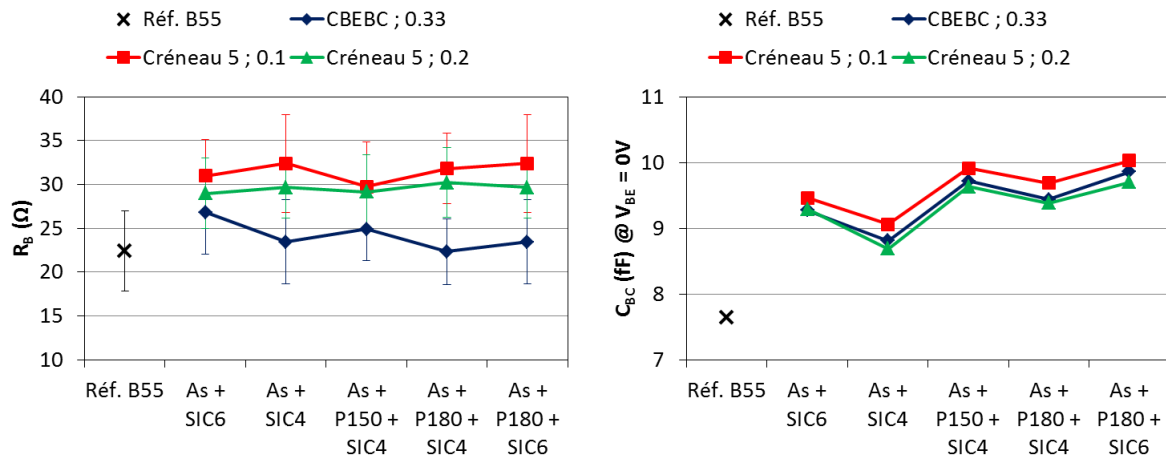 Réf. B55
CBEBC ; 0.33
Créneau 5 ; 0.1
Créneau 5 ; 0.2
R_B (Ω)
40
35
30
25
20
15
10
Réf. B55
As +
SIC6
As +
SIC4
As +
P150 +
SIC4
As +
P180 +
SIC4
As +
P180 +
SIC6
Réf. B55
CBEBC ; 0.33
Créneau 5 ; 0.1
Créneau 5 ; 0.2
C_BC (fF) @ V_BE = 0V
11
10
9
8
7
Réf. B55
As +
SIC6
As +
SIC4
As +
P150 +
SIC4
As +
P180 +
SIC4
As +
P180 +
SIC6